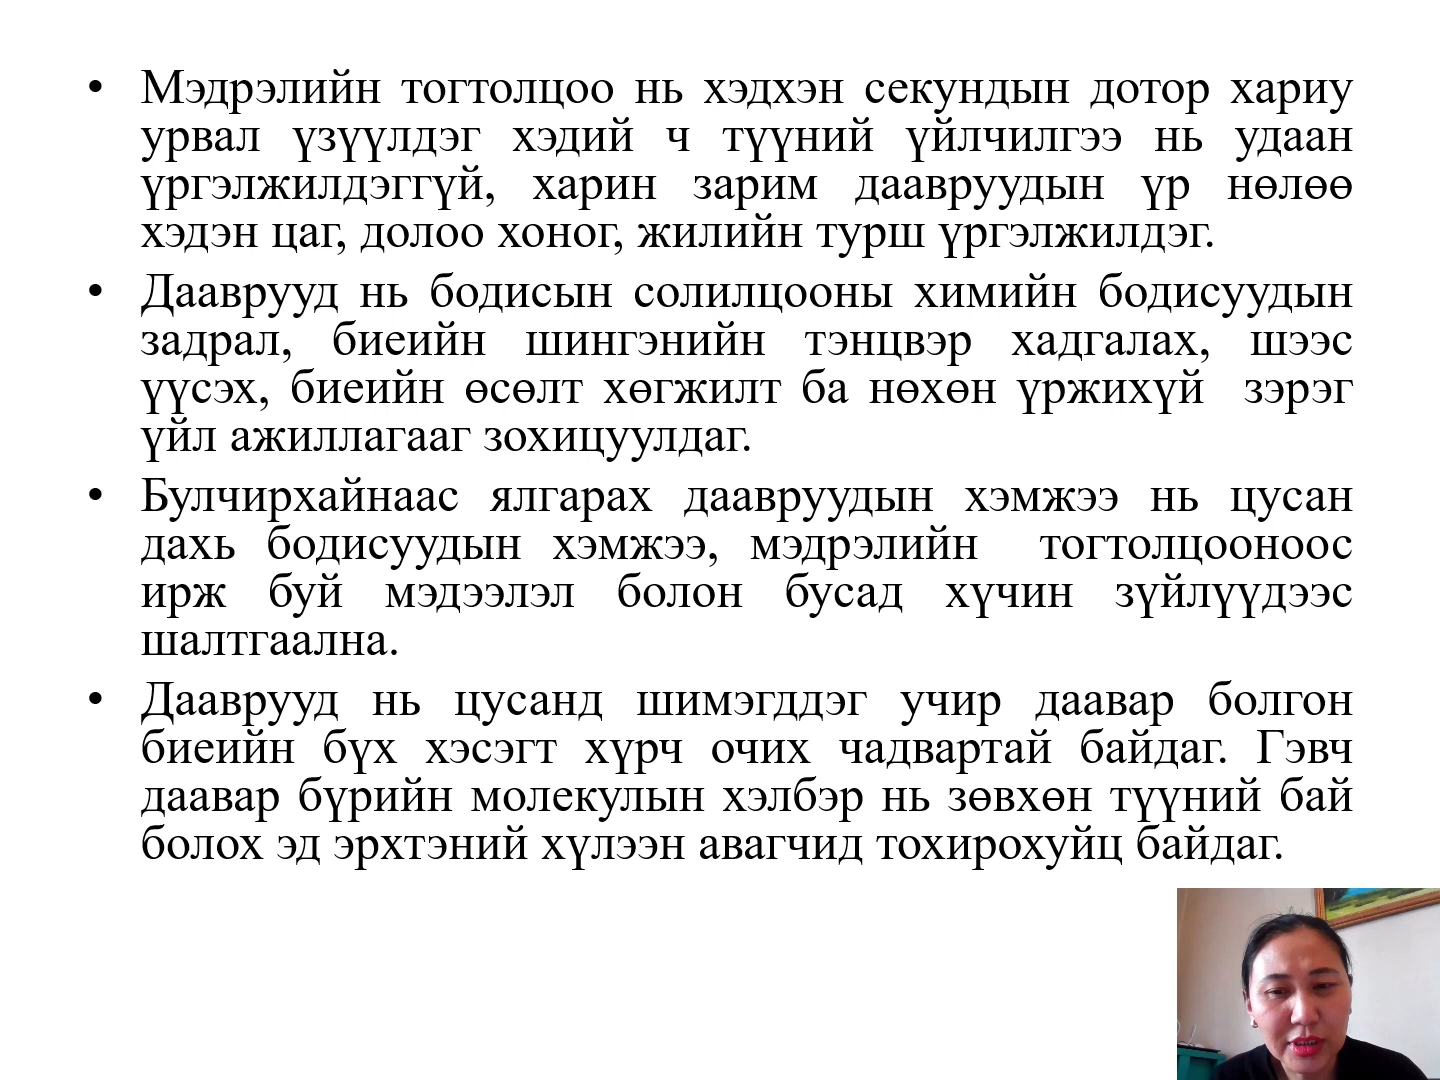 • Мэдрэлийн тогтолцоо нь хэдхэн секундын дотор хариу
урвал үзүүлдэг хэдий ч түүний үйлчилгээ нь удаан
үргэлжилдэггүй, харин зарим даавруудын үр нөлөө
хэдэн цаг, долоо хоног, жилийн турш үргэлжилдэг.
• Даавруud нь бодисын солилцооны химийн бодисуудын
задрал, биеийн шингэнийн тэнцвэр хадгалах, шээс
үүсэх, биеийн өсөлт хөгжилт ба нөхөн үржихүй зэрэг
үйл ажиллагааг зохицуулдаг.
• Булчирхайнаас ялгарах даавруудын хэмжээ нь цусан
дахь бодисуудын хэмжээ, мэдрэлийн тогтолцооноос
ирж буй мэдээлэл болон бусад хүчин зүйлүүдээс
шалтгаална.
• Даавруud нь цусанд шимэгддэг учир даавар болгон
биеийн бүх хэсэгт хүрч очих чадвартай байдаг. Гэвч
даавар бүрийн молекулын хэлбэр нь зөвхөн түүний бай
болох эд эрхтэний хүлээн авагчид тохирохуйц байдаг.